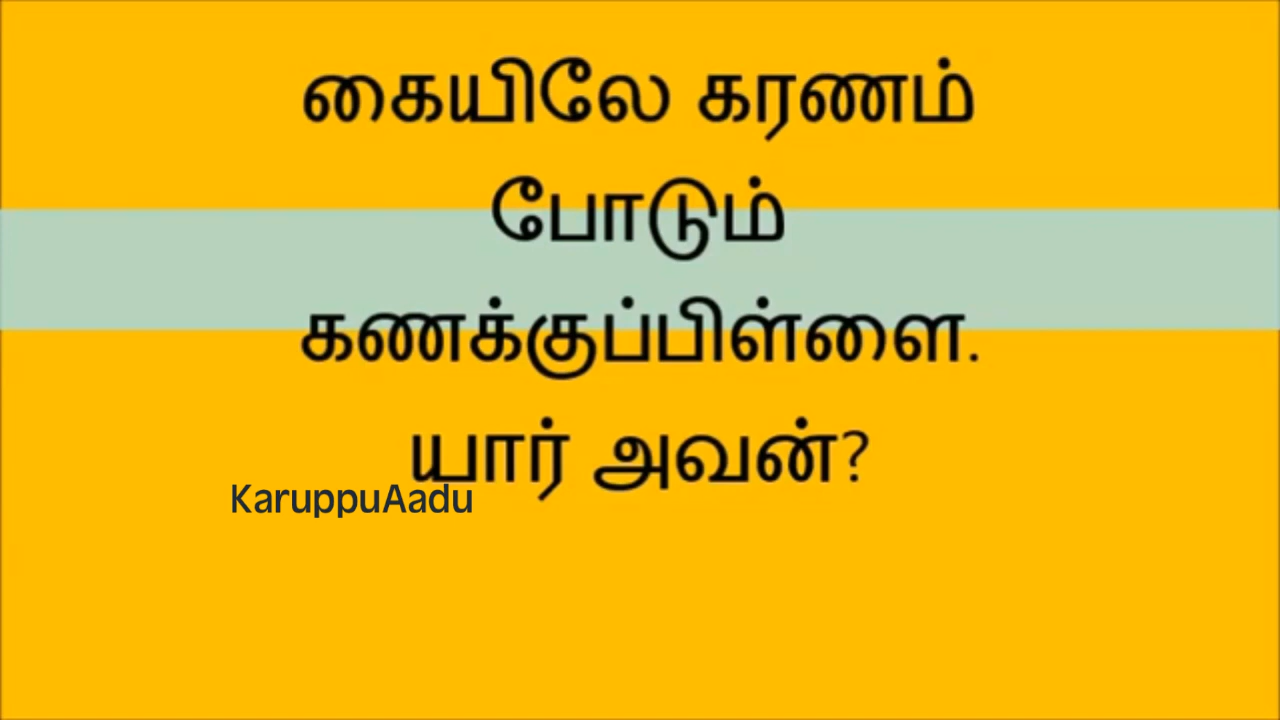 கையிலே கரணம்
போடும்
கணக்குப்பிள்ளை.
யார் அவன்?
KaruppuAadu